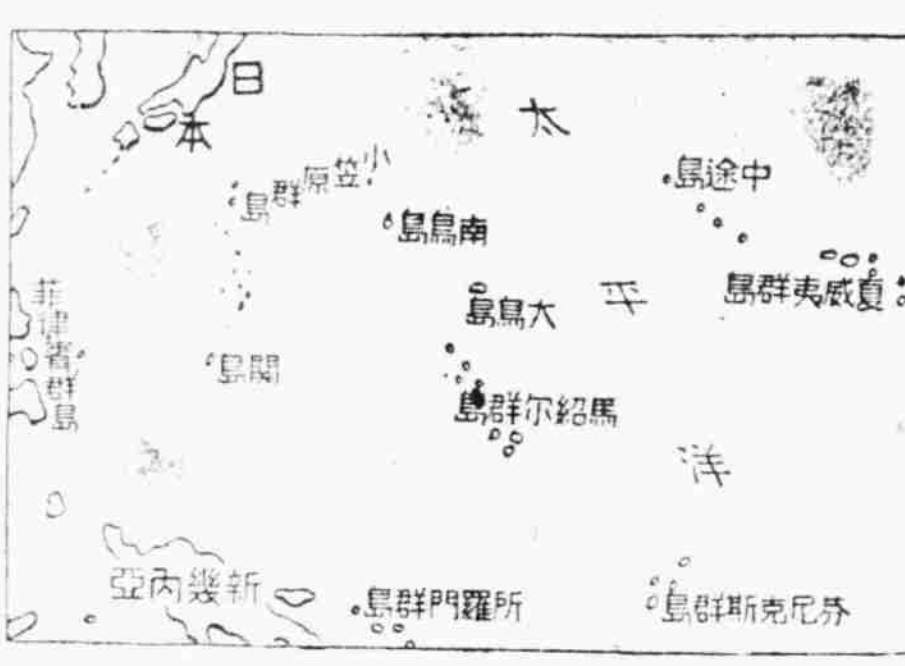 日本
太平洋
小笠原群島
中途島
南鳥島
夏威夷群島
大鳥島
菲律賓群島
關島
馬紹尔群島
新幾內亞
所羅門群島
芬尼克斯群島